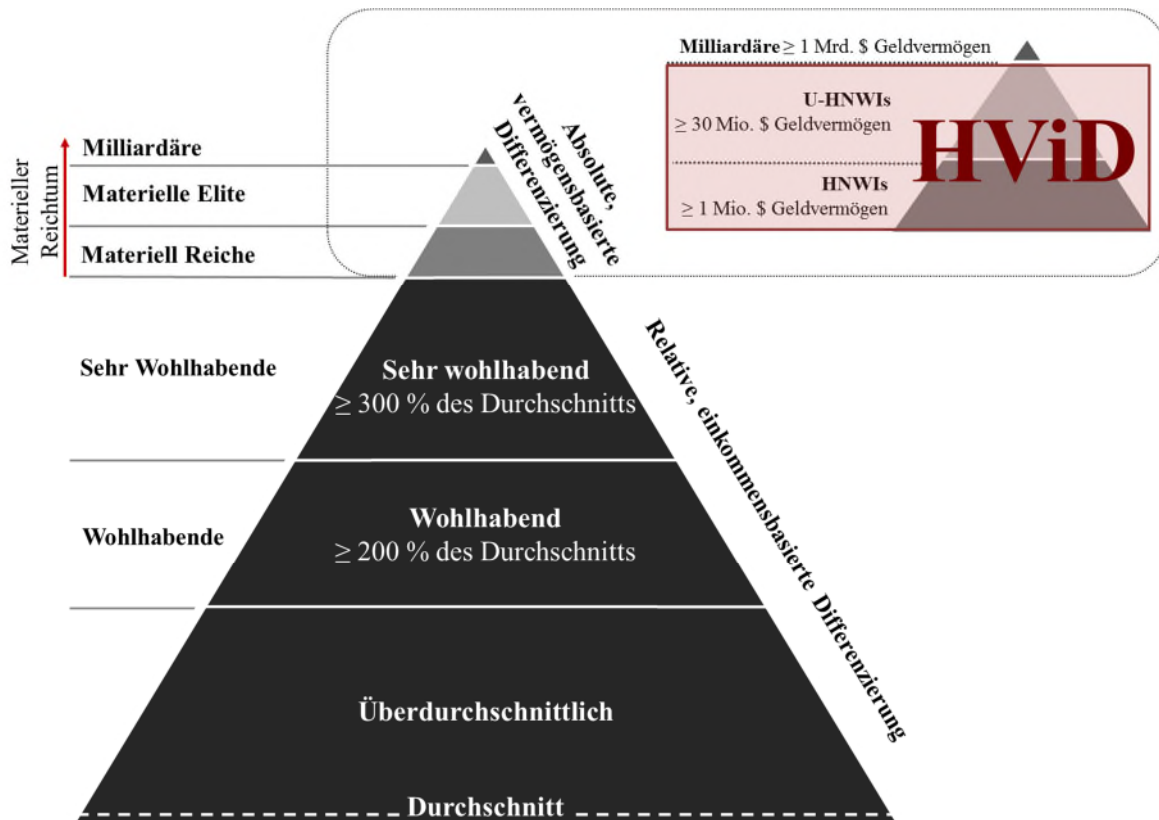 Milliardäre ≥ 1 Mrd. $ Geldvermögen
U-HNWIs
≥ 30 Mio. $ Geldvermögen
HNWIs
≥ 1 Mio. $ Geldvermögen
HViD
Absolute,
vermögensbasierte
Differenzierung
Materieller
Reichtum
Milliardäre
Materielle Elite
Materiell Reiche
Sehr Wohlhabende
Sehr wohlhabend
≥ 300 % des Durchschnitts
Relative, einkommensbasierte Differenzierung
Wohlhabende
Wohlhabend
≥ 200 % des Durchschnitts
Überdurchschnittlich
Durchschnitt